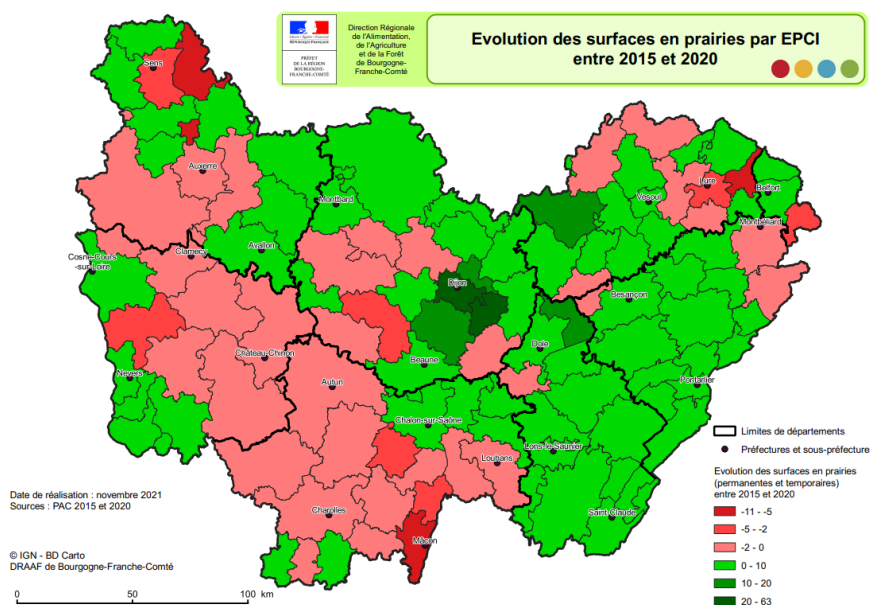 RÉPUBLIQUE FRANÇAISE
PRÉFET
DE LA RÉGION
BOURGOGNE-
FRANCHE-COMTÉ
Direction Régionale
de l'Alimentation,
de l'Agriculture
et de la Forêt
de Bourgogne-
Franche-Comté
Evolution des surfaces en prairies par EPCI
entre 2015 et 2020
Sens
Auxerre
Montbard
Avallon
Clamecy
Cosne-Cours
-sur-Loire
Nevers
Château-Chinon
Autun
Dijon
Beaune
Vesoul
Lure
Belfort
Montbéliard
Besançon
Dole
Pontarlier
Chalon-sur-Saône
Lons-le-Saunier
Louhans
Charolles
Mâcon
Saint-Claude
Limites de départements
Préfectures et sous-préfecture
Evolution des surfaces en prairies
(permanentes et temporaires)
entre 2015 et 2020
-11 - -5
-5 - -2
-2 - 0
0 - 10
10 - 20
20 - 63
Date de réalisation : novembre 2021
Sources : PAC 2015 et 2020
© IGN - BD Carto
DRAAF de Bourgogne-Franche-Comté
0 50 100 km